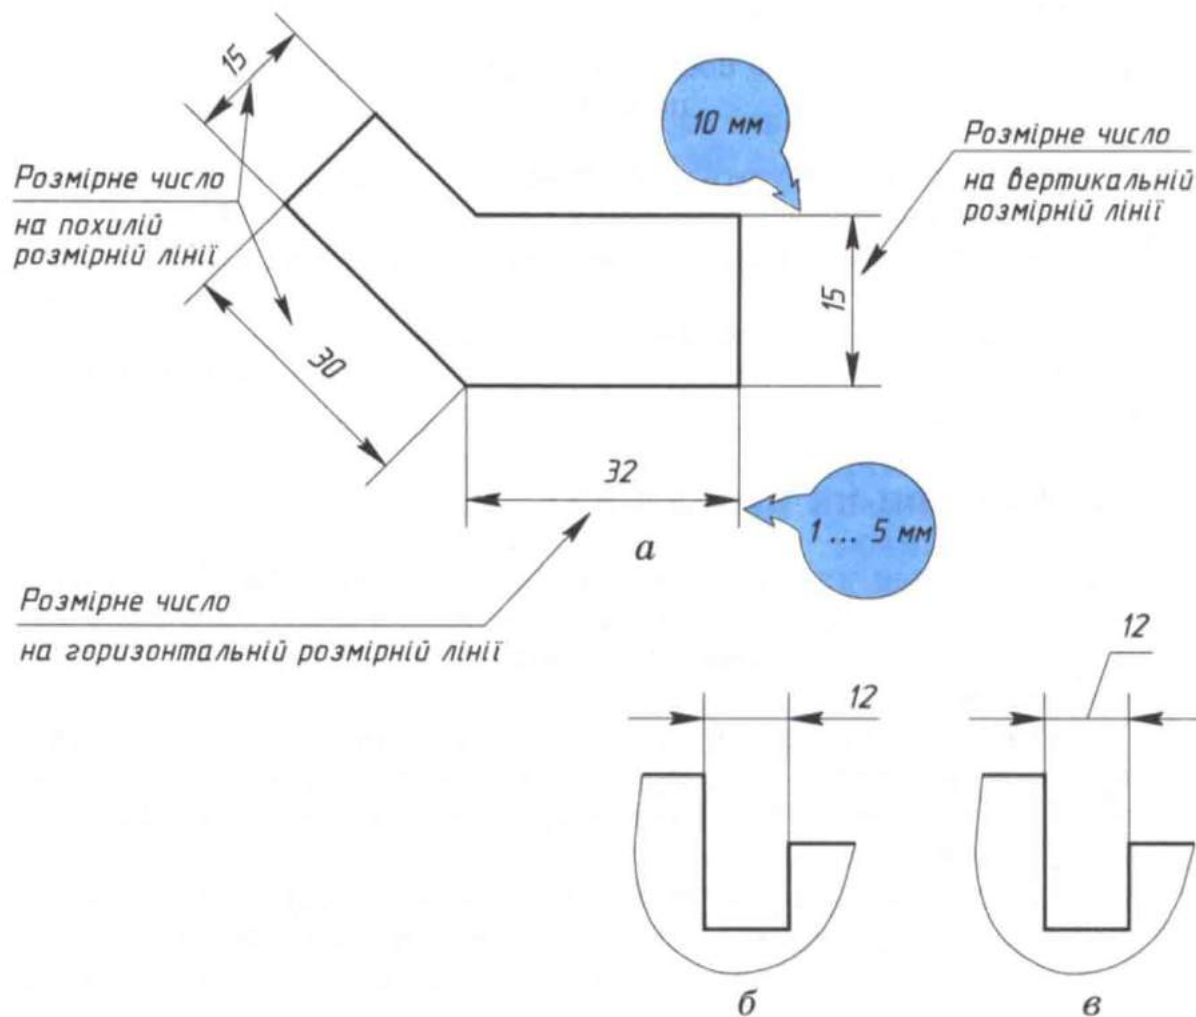 15
10 мм
Розмірне число
на вертикальній
розмірній лінії
Розмірне число
на похилій
розмірній лінії
15
30
32
1 ... 5 мм
а
Розмірне число
на горизонтальній розмірній лінії
12
12
б
в